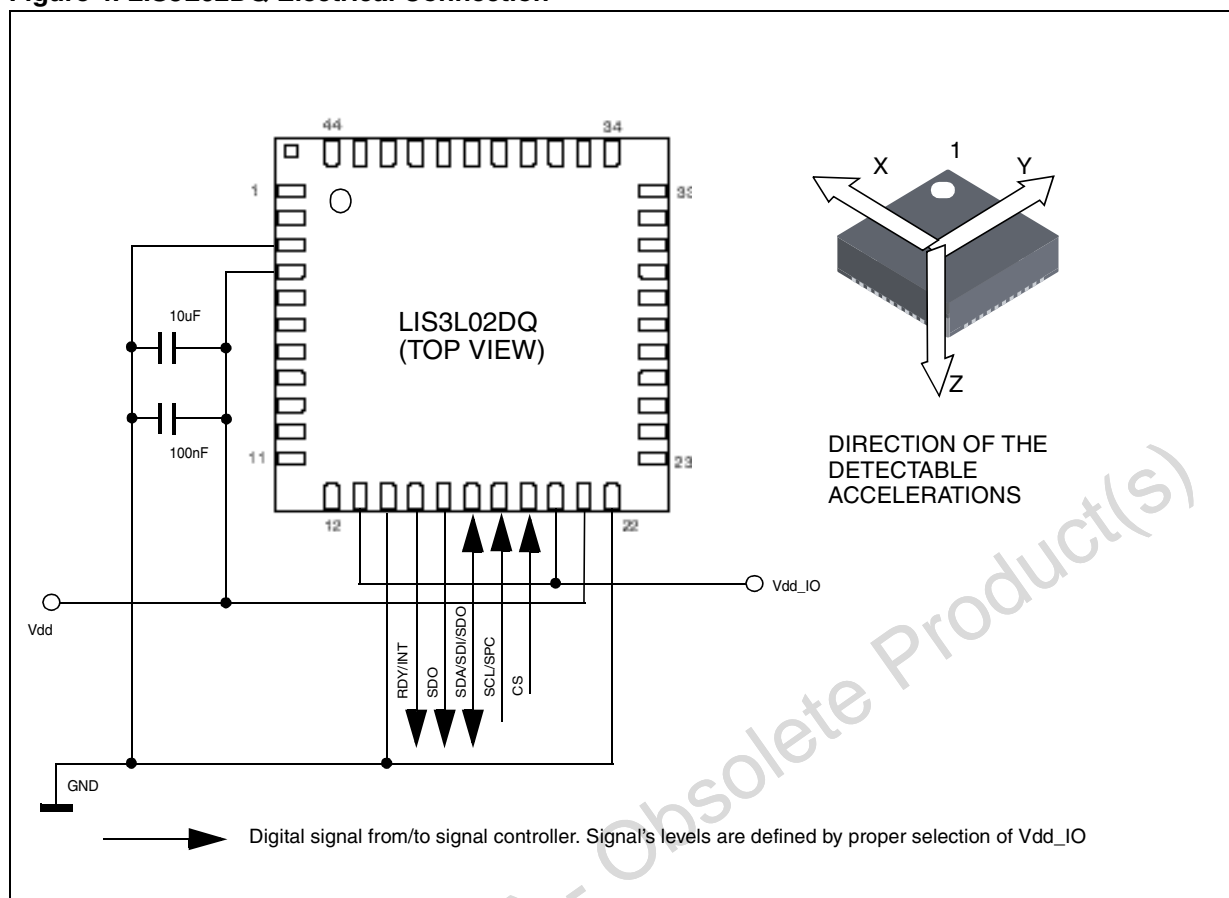 44
34
1
33
10uF
LIS3L02DQ
(TOP VIEW)
100nF
11
23
12
22
X
1
Y
Z
DIRECTION OF THE
DETECTABLE
ACCELERATIONS
Vdd_IO
Vdd
RDY/INT
SDO
SDA/SDI/SDO
SCL/SPC
CS
GND
Digital signal from/to signal controller. Signal's levels are defined by proper selection of Vdd_IO
- Obsolete Product(s)